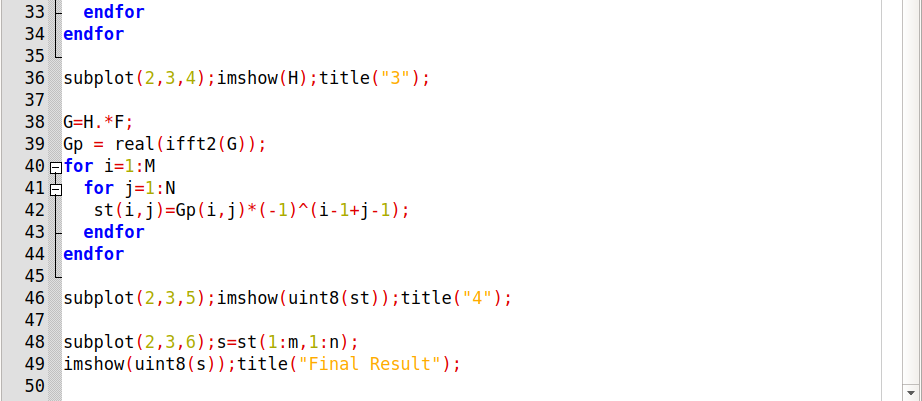 33 endfor
34 endfor
35
36 subplot(2,3,4);imshow(H);title("3");
37
38 G=H.*F;
39 Gp = real(ifft2(G));
40 for i=1:M
41 for j=1:N
42 st(i,j)=Gp(i,j)*(-1)^(i-1+j-1);
43 endfor
44 endfor
45
46 subplot(2,3,5);imshow(uint8(st));title("4");
47
48 subplot(2,3,6);s=st(1:m,1:n);
49 imshow(uint8(s));title("Final Result");
50